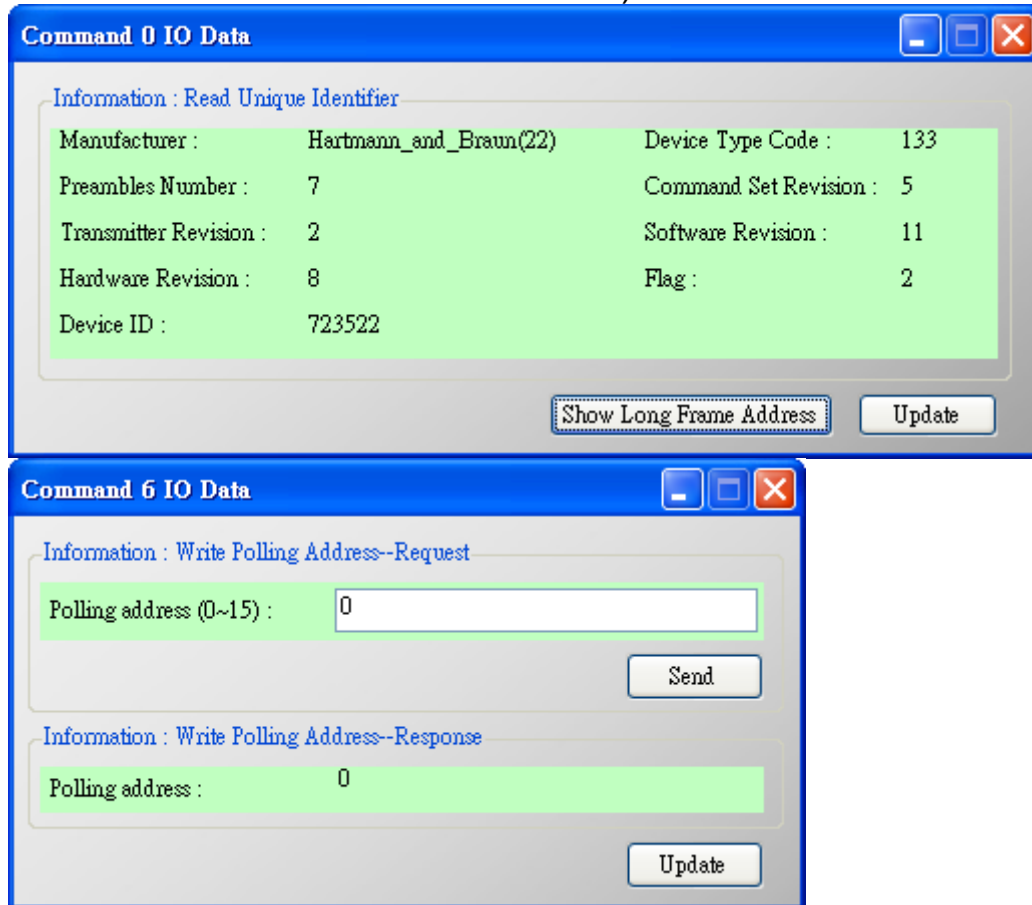 Command 0 IO Data
Information : Read Unique Identifier
Manufacturer : Hartmann_and_Braun(22) Device Type Code : 133
Preambles Number : 7 Command Set Revision : 5
Transmitter Revision : 2 Software Revision : 11
Hardware Revision : 8 Flag : 2
Device ID : 723522
Show Long Frame Address Update
Command 6 IO Data
Information : Write Polling Address--Request
Polling address (0~15) : 0
Send
Information : Write Polling Address--Response
Polling address : 0
Update